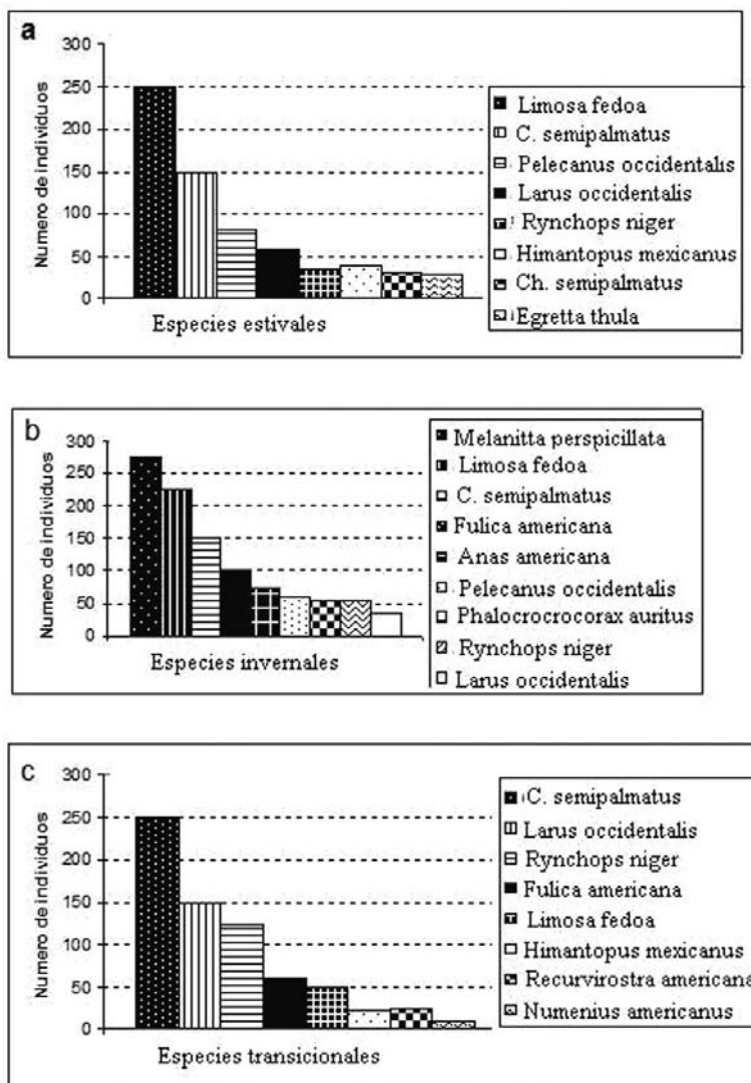 a
Numero de individuos
300
250
200
150
100
50
0
Especies estivales
Limosa fedoa
C. semipalmatus
Pelecanus occidentalis
Larus occidentalis
Rynchops niger
Himantopus mexicanus
Ch. semipalmatus
Egretta thula
b
Numero de individuos
300
250
200
150
100
50
0
Especies invernales
Melanitta perspicillata
Limosa fedoa
C. semipalmatus
Fulica americana
Anas americana
Pelecanus occidentalis
Phalocrocrocorax auritus
Rynchops niger
Larus occidentalis
c
Numero de individuos
300
250
200
150
100
50
0
Especies transicionales
C. semipalmatus
Larus occidentalis
Rynchops niger
Fulica americana
Limosa fedoa
Himantopus mexicanus
Recurvirostra americana
Numenius americanus